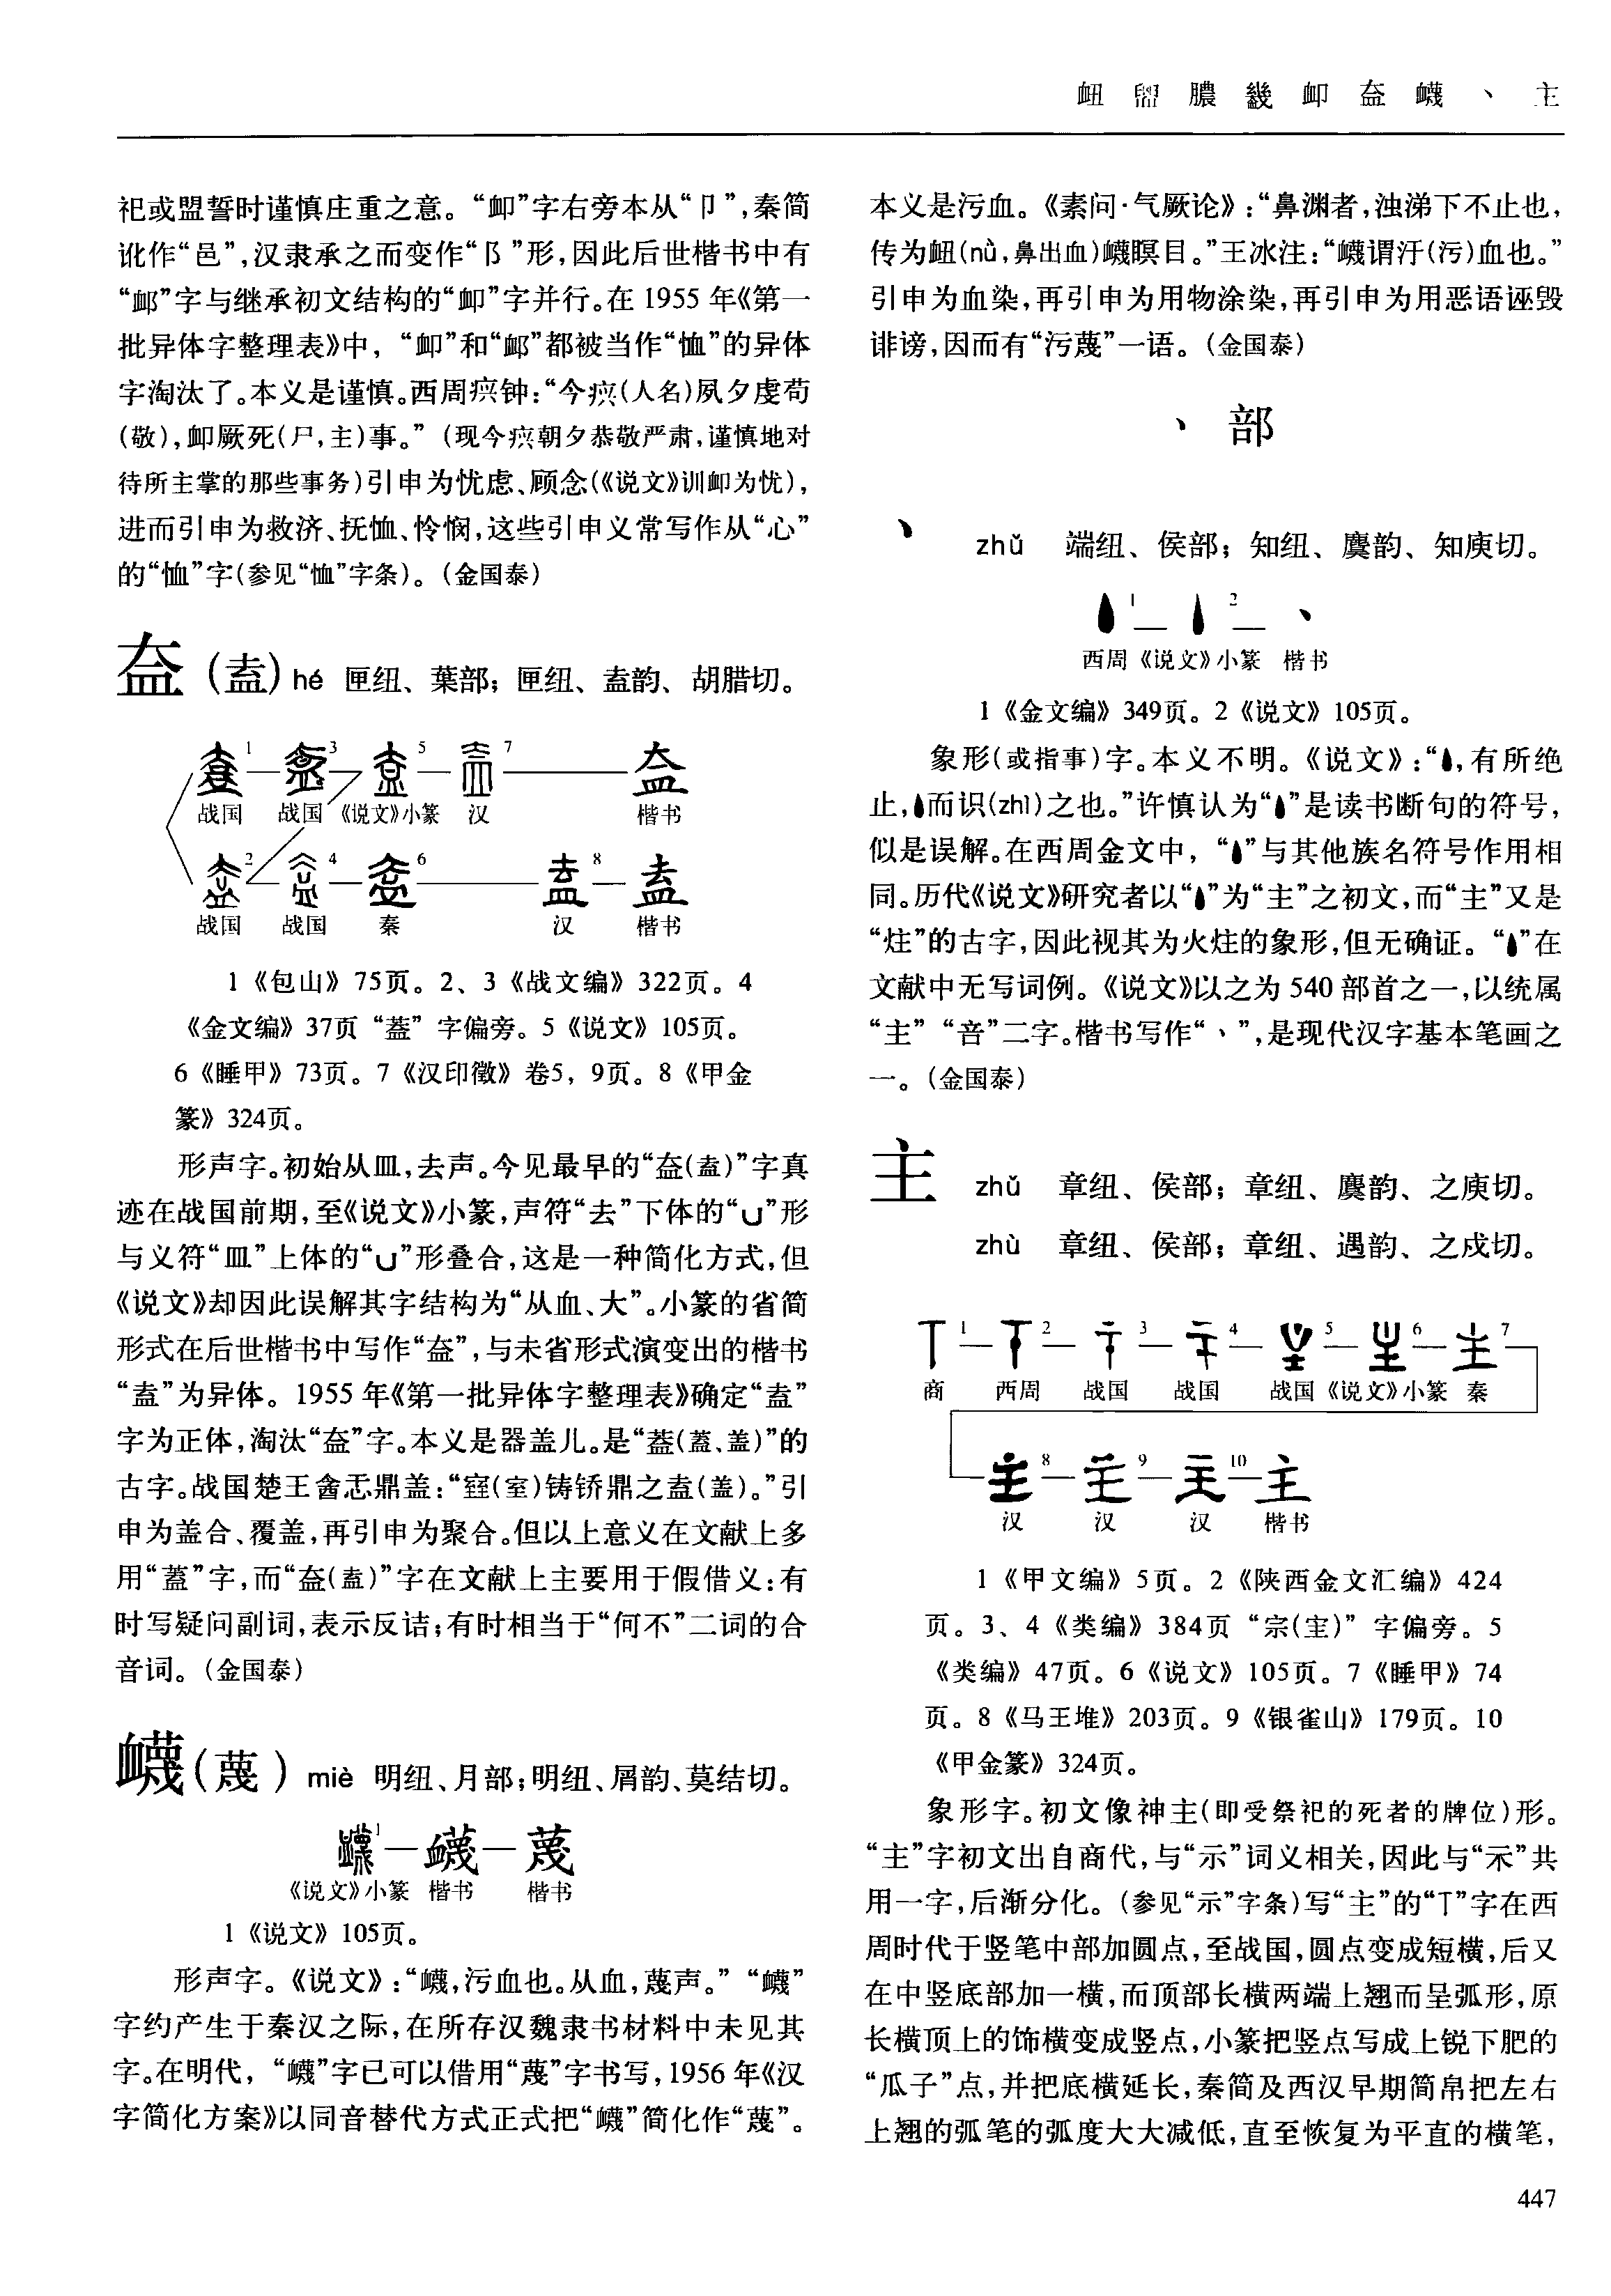 衄 䘐 膿 畿 卹 盇 衊 丶 主
祀或盟誓时谨慎庄重之意。“卹”字右旁本从“卩”,秦简
讹作“邑”,汉隶承之而变作“阝”形,因此后世楷书中有
“䘏”字与继承初文结构的“卹”字并行。在 1955 年《第一
批异体字整理表》中，“卹”和“䘏”都被当作“恤”的异体
字淘汰了。本义是谨慎。西周𤼈钟:“今𤼈(人名)夙夕虔苟
(敬),卹厥死(尸,主)事。”(现今𤼈朝夕恭敬严肃,谨慎地对
待所主掌的那些事务)引申为忧虑、顾念(《说文》训卹为忧),
进而引申为救济、抚恤、怜悯,这些引申义常写作从“心”
的“恤”字(参见“恤”字条)。(金国泰)
盇(盍) hé 匣纽、葉部；匣纽、盍韵、胡腊切。
1 3 5 7 盇
战国 战国 《说文》小篆 汉 楷书
2 4 6 8 盍
战国 战国 秦 汉 楷书
1《包山》75页。2、3《战文编》322页。4
《金文编》37页“蓋”字偏旁。5《说文》105页。
6《睡甲》73页。7《汉印徵》卷5，9页。8《甲金
篆》324页。
形声字。初始从皿,去声。今见最早的“盇(盍)”字真
迹在战国前期,至《说文》小篆,声符“去”下体的“凵”形
与义符“皿”上体的“凵”形叠合,这是一种简化方式,但
《说文》却因此误解其字结构为“从血、大”。小篆的省简
形式在后世楷书中写作“盇”,与未省形式演变出的楷书
“盍”为异体。1955 年《第一批异体字整理表》确定“盍”
字为正体,淘汰“盇”字。本义是器盖儿。是“葢(蓋、盖)”的
古字。战国楚王酓忎鼎盖:“窒(室)铸铙鼎之盍(盖)。”引
申为盖合、覆盖,再引申为聚合。但以上意义在文献上多
用“蓋”字,而“盇(盍)”字在文献上主要用于假借义:有
时写疑问副词,表示反诘;有时相当于“何不”二词的合
音词。(金国泰)
衊(蔑) miè 明纽、月部;明纽、屑韵、莫结切。
1 衊 蔑
《说文》小篆 楷书 楷书
1《说文》105页。
形声字。《说文》:“衊,污血也。从血,蔑声。”“衊”
字约产生于秦汉之际,在所存汉魏隶书材料中未见其
字。在明代，“衊”字已可以借用“蔑”字书写,1956 年《汉
字简化方案》以同音替代方式正式把“衊”简化作“蔑”。
本义是污血。《素问·气厥论》:“鼻渊者,浊涕下不止也,
传为衄(nǜ,鼻出血)衊瞑目。”王冰注:“衊谓汙(污)血也。”
引申为血染,再引申为用物涂染,再引申为用恶语诬毁
诽谤,因而有“污蔑”一语。(金国泰)
丶 部
丶 zhǔ 端纽、侯部；知纽、麌韵、知庾切。
1 2 丶
西周 《说文》小篆 楷书
1《金文编》349页。2《说文》105页。
象形(或指事)字。本义不明。《说文》:“丶,有所绝
止,丶而识(zhì)之也。”许慎认为“丶”是读书断句的符号,
似是误解。在西周金文中，“丶”与其他族名符号作用相
同。历代《说文》研究者以“丶”为“主”之初文,而“主”又是
“炷”的古字,因此视其为火炷的象形,但无确证。“丶”在
文献中无写词例。《说文》以之为 540 部首之一,以统属
“主”“咅”二字。楷书写作“丶”,是现代汉字基本笔画之
一。(金国泰)
主 zhǔ 章纽、侯部；章纽、麌韵、之庾切。
zhù 章纽、侯部；章纽、遇韵、之戍切。
1 2 3 4 5 6 7
商 西周 战国 战国 战国 《说文》小篆 秦
8 9 10 主
汉 汉 汉 楷书
1《甲文编》5页。2《陕西金文汇编》424
页。3、4《类编》384页“宗(宔)”字偏旁。5
《类编》47页。6《说文》105页。7《睡甲》74
页。8《马王堆》203页。9《银雀山》179页。10
《甲金篆》324页。
象形字。初文像神主(即受祭祀的死者的牌位)形。
“主”字初文出自商代,与“示”词义相关,因此与“示”共
用一字,后渐分化。(参见“示”字条)写“主”的“丅”字在西
周时代于竖笔中部加圆点,至战国,圆点变成短横,后又
在中竖底部加一横,而顶部长横两端上翘而呈弧形,原
长横顶上的饰横变成竖点,小篆把竖点写成上锐下肥的
“瓜子”点,并把底横延长,秦简及西汉早期简帛把左右
上翘的弧笔的弧度大大减低,直至恢复为平直的横笔,
447